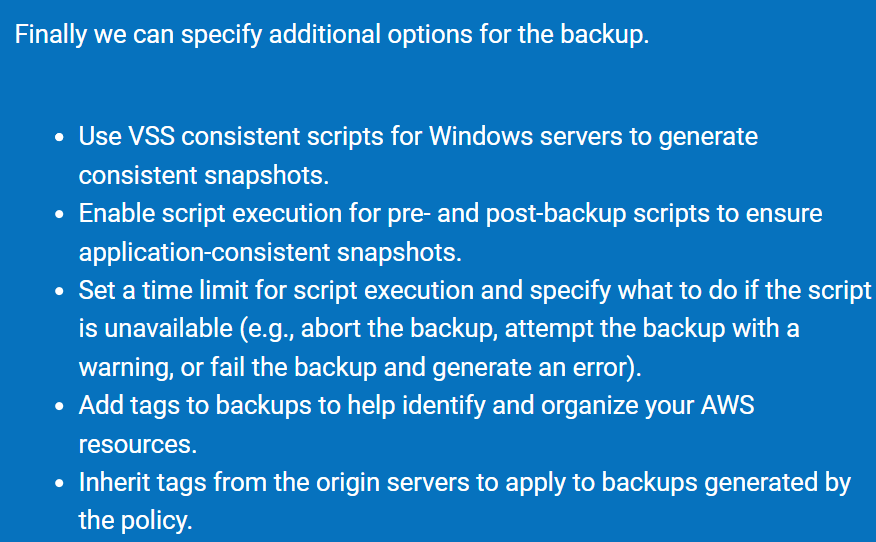 Finally we can specify additional options for the backup.
• Use VSS consistent scripts for Windows servers to generate
consistent snapshots.
• Enable script execution for pre- and post-backup scripts to ensure
application-consistent snapshots.
• Set a time limit for script execution and specify what to do if the script
is unavailable (e.g., abort the backup, attempt the backup with a
warning, or fail the backup and generate an error).
• Add tags to backups to help identify and organize your AWS
resources.
• Inherit tags from the origin servers to apply to backups generated by
the policy.